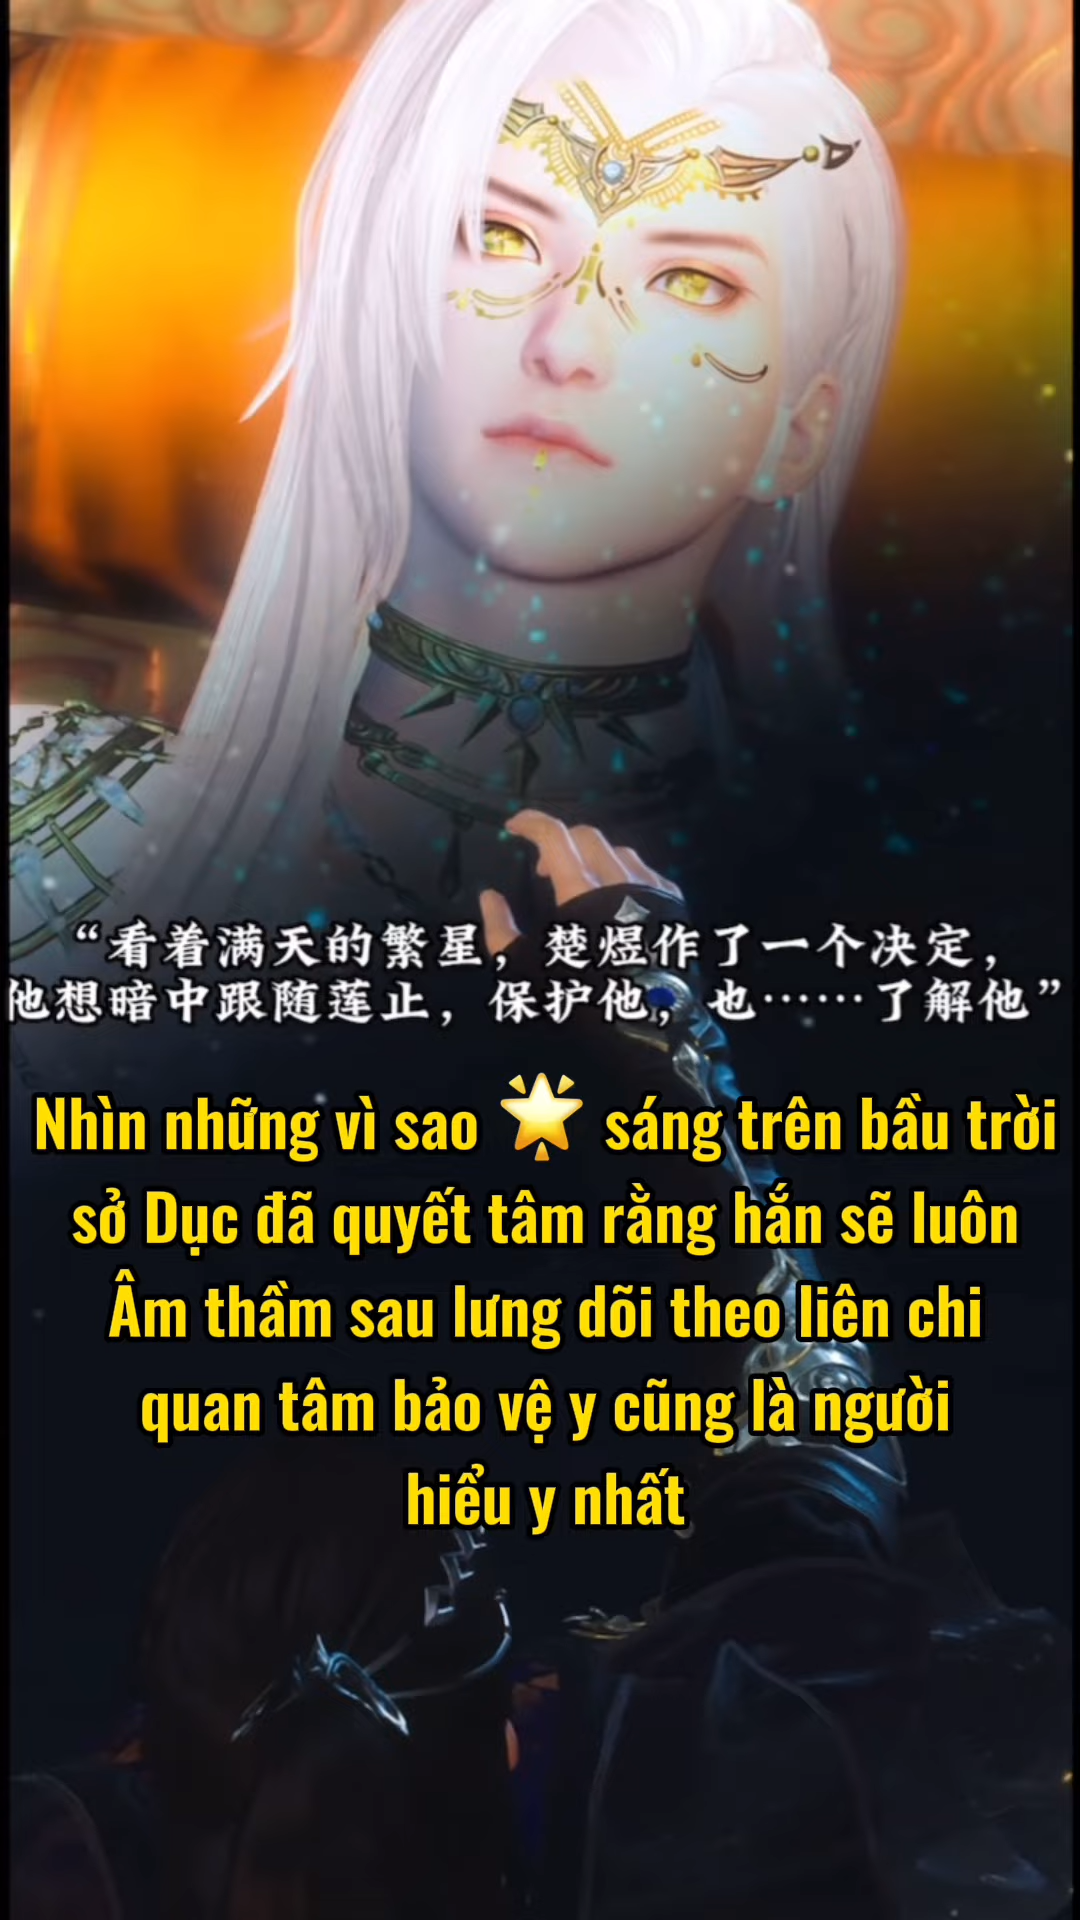 “看着满天的繁星，楚煜作了一个决定，
他想暗中跟随莲止，保护他，也……了解他”
Nhìn những vì sao 🌟 sáng trên bầu trời
sở Dục đã quyết tâm rằng hắn sẽ luôn
Âm thầm sau lưng dõi theo liên chi
quan tâm bảo vệ y cũng là người
hiểu y nhất